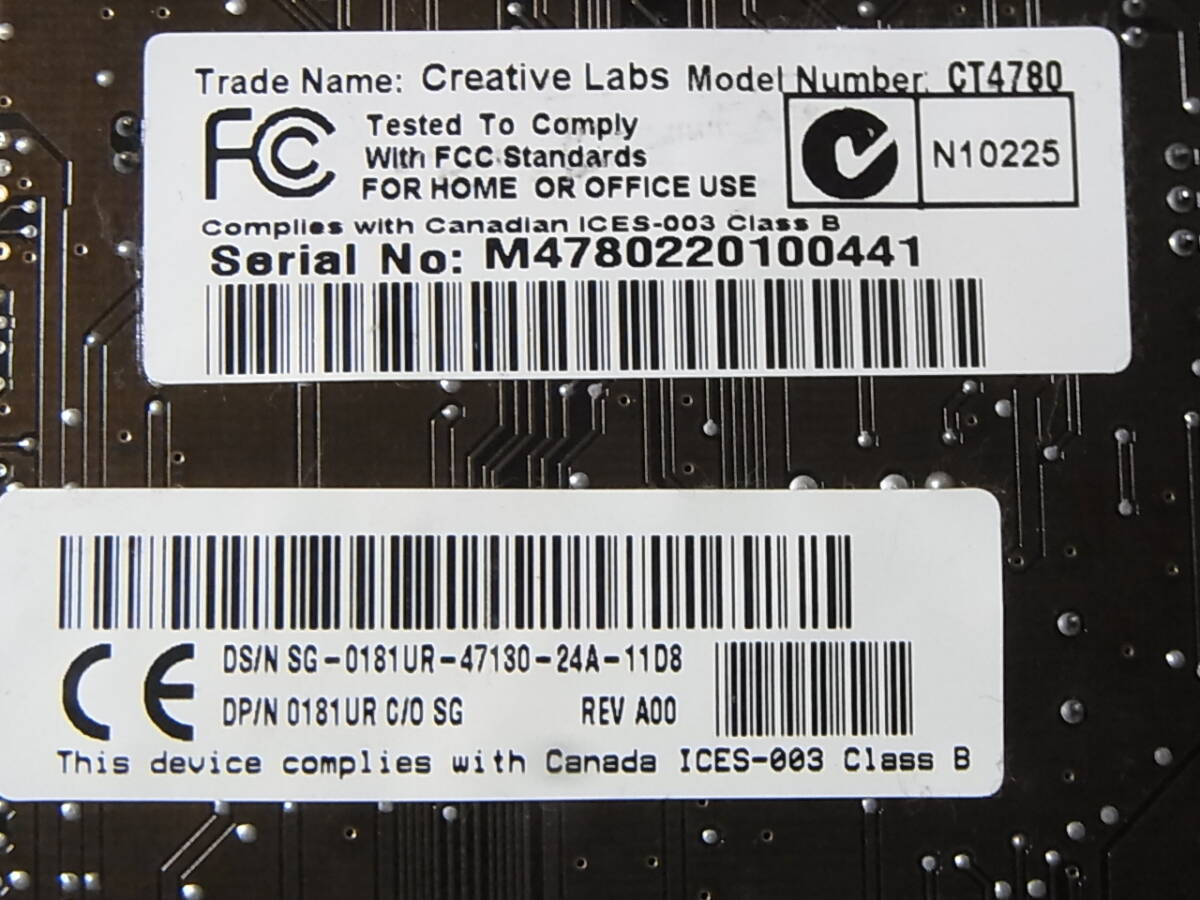 Trade Name: Creative Labs Model Number: CT4780
FC Tested To Comply
With FCC Standards
FOR HOME OR OFFICE USE
N10225
Complies with Canadian ICES-003 Class B
Serial No: M4780220100441
CE DS/N SG-0181UR-47130-24A-11D8
DP/N 0181UR C/O SG REV A00
This device complies with Canada ICES-003 Class B